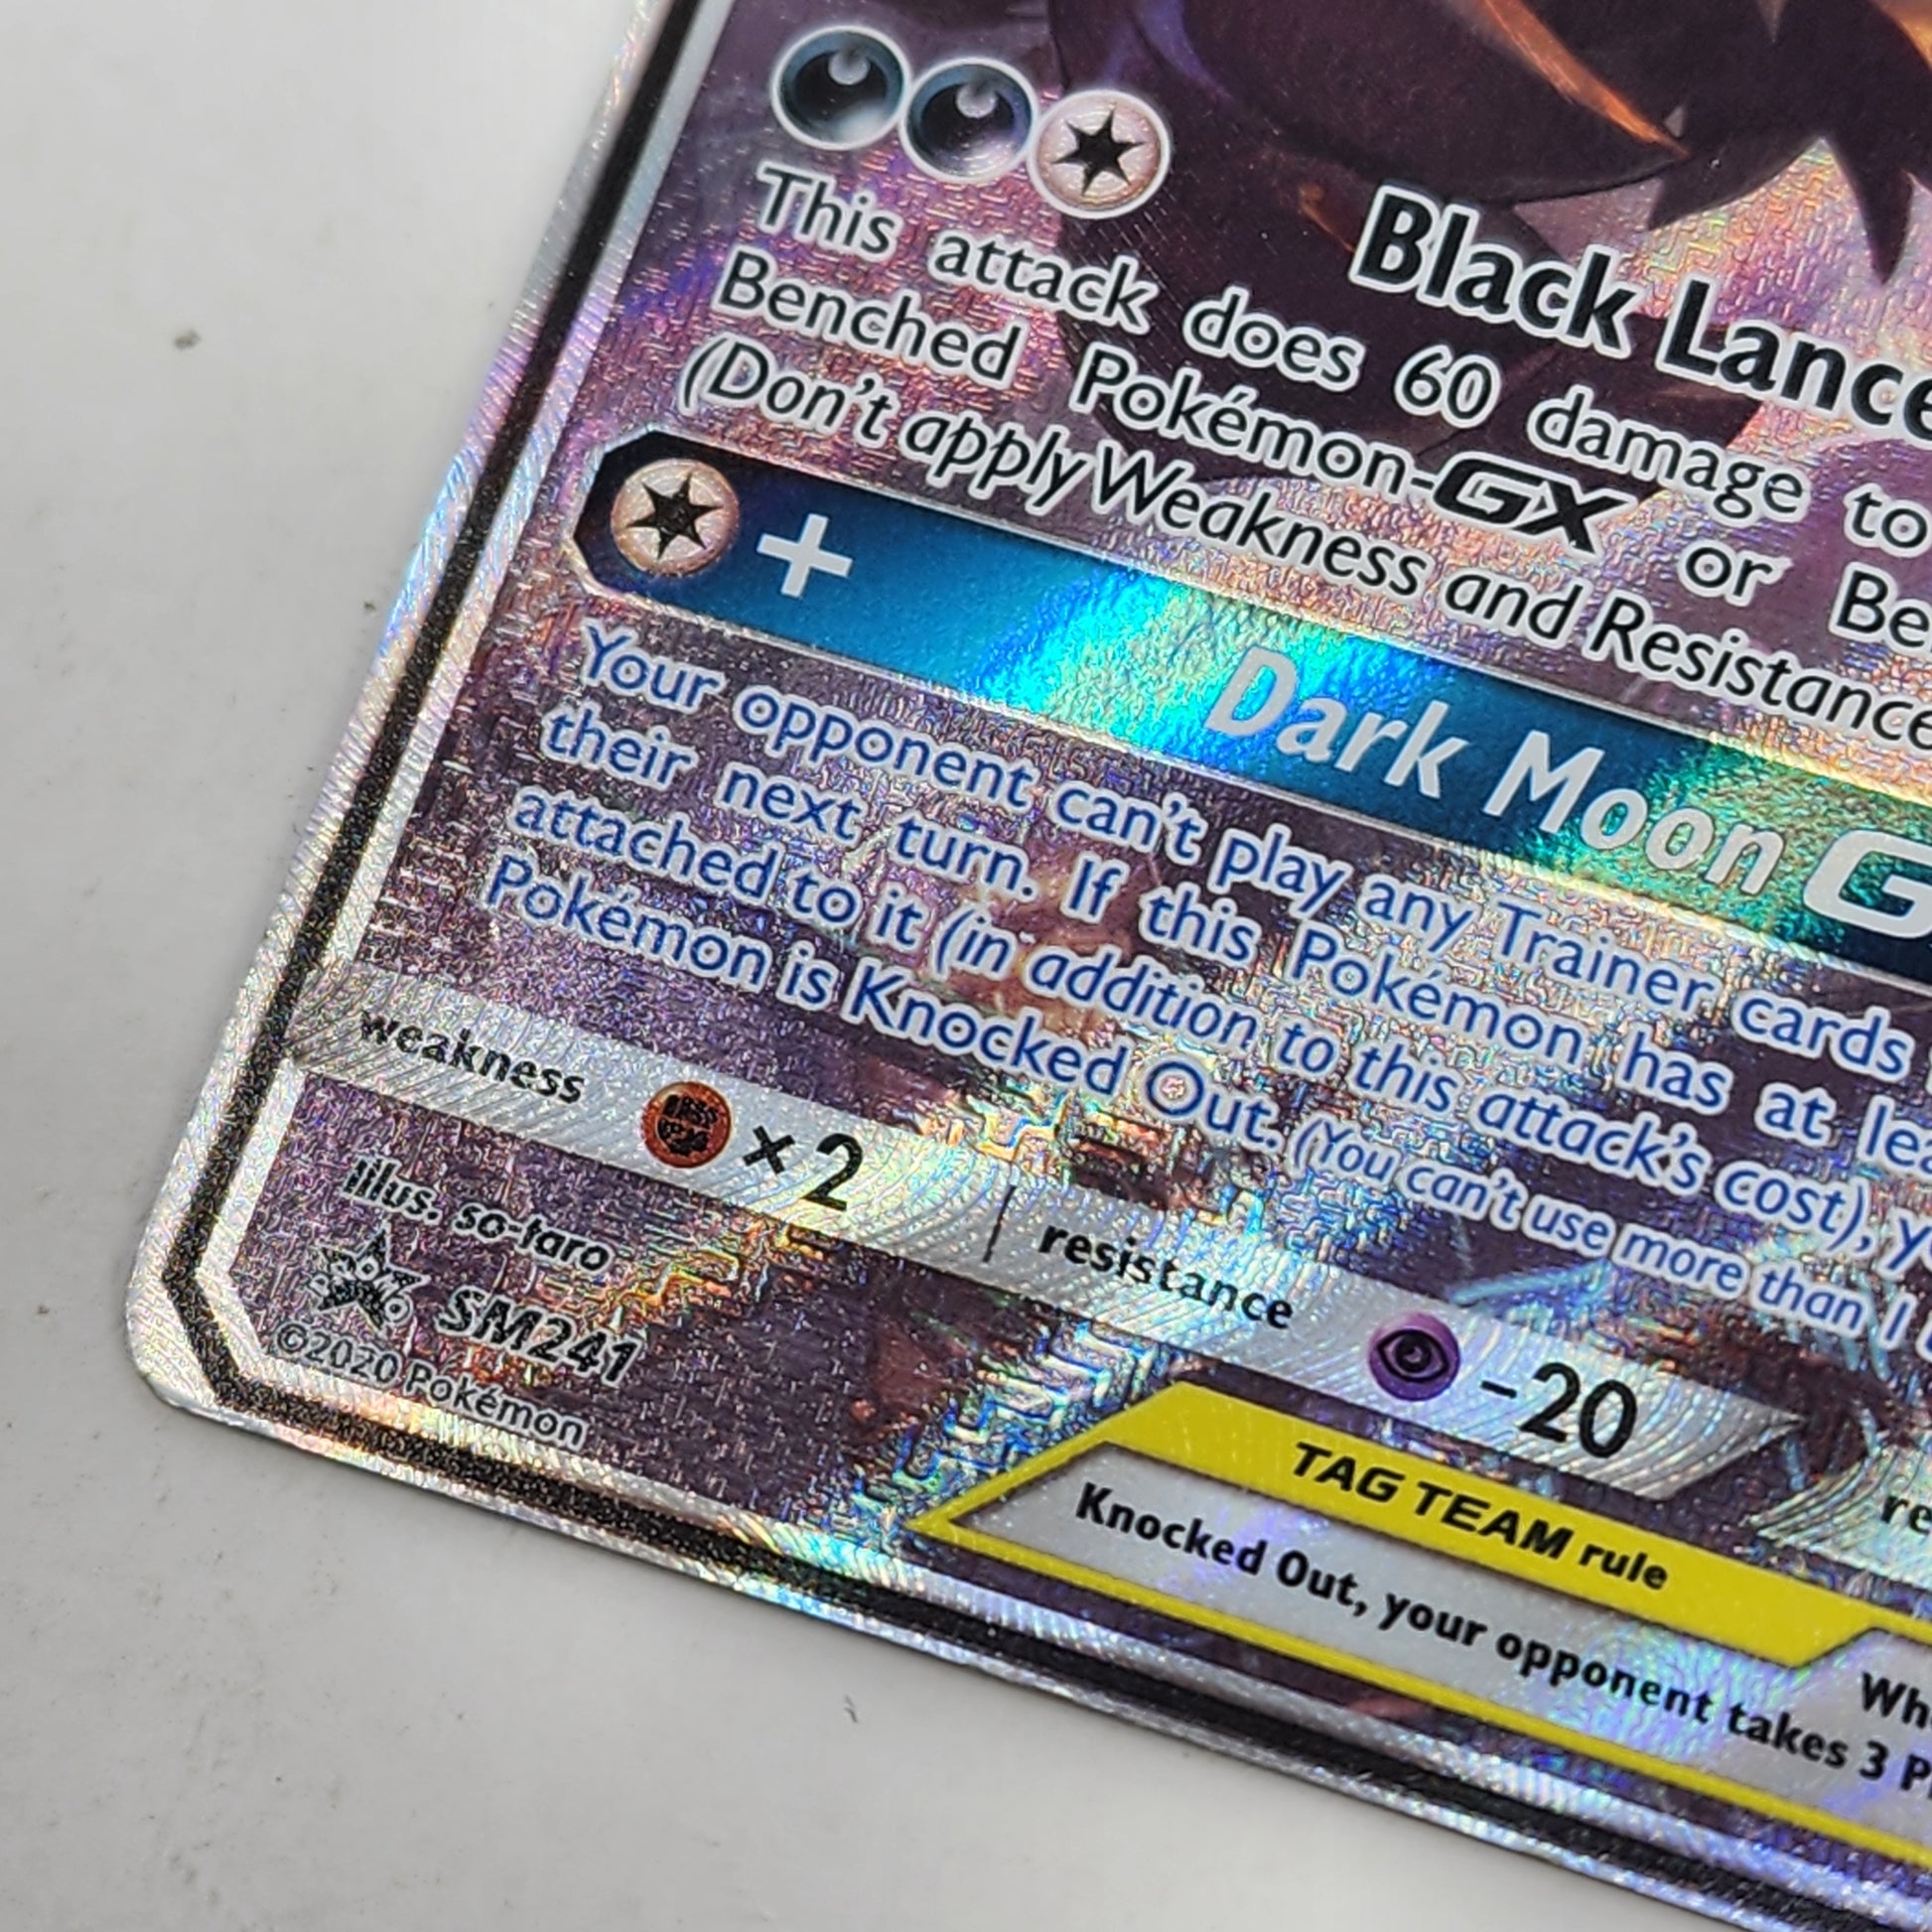 Black Lance
This attack does 60 damage to
Benched Pokémon-GX or Be
(Don't apply Weakness and Resistance
+ Dark Moon G
Your opponent can't play any Trainer cards
their next turn. If this Pokémon has at lea
attached to it (in addition to this attack's cost), y
Pokémon is Knocked Out. (You can't use more than 1
weakness ×2 resistance -20 re
illus. so-taro
PROMO SM241
©2020 Pokémon
TAG TEAM rule
Wh
Knocked Out, your opponent takes 3 P